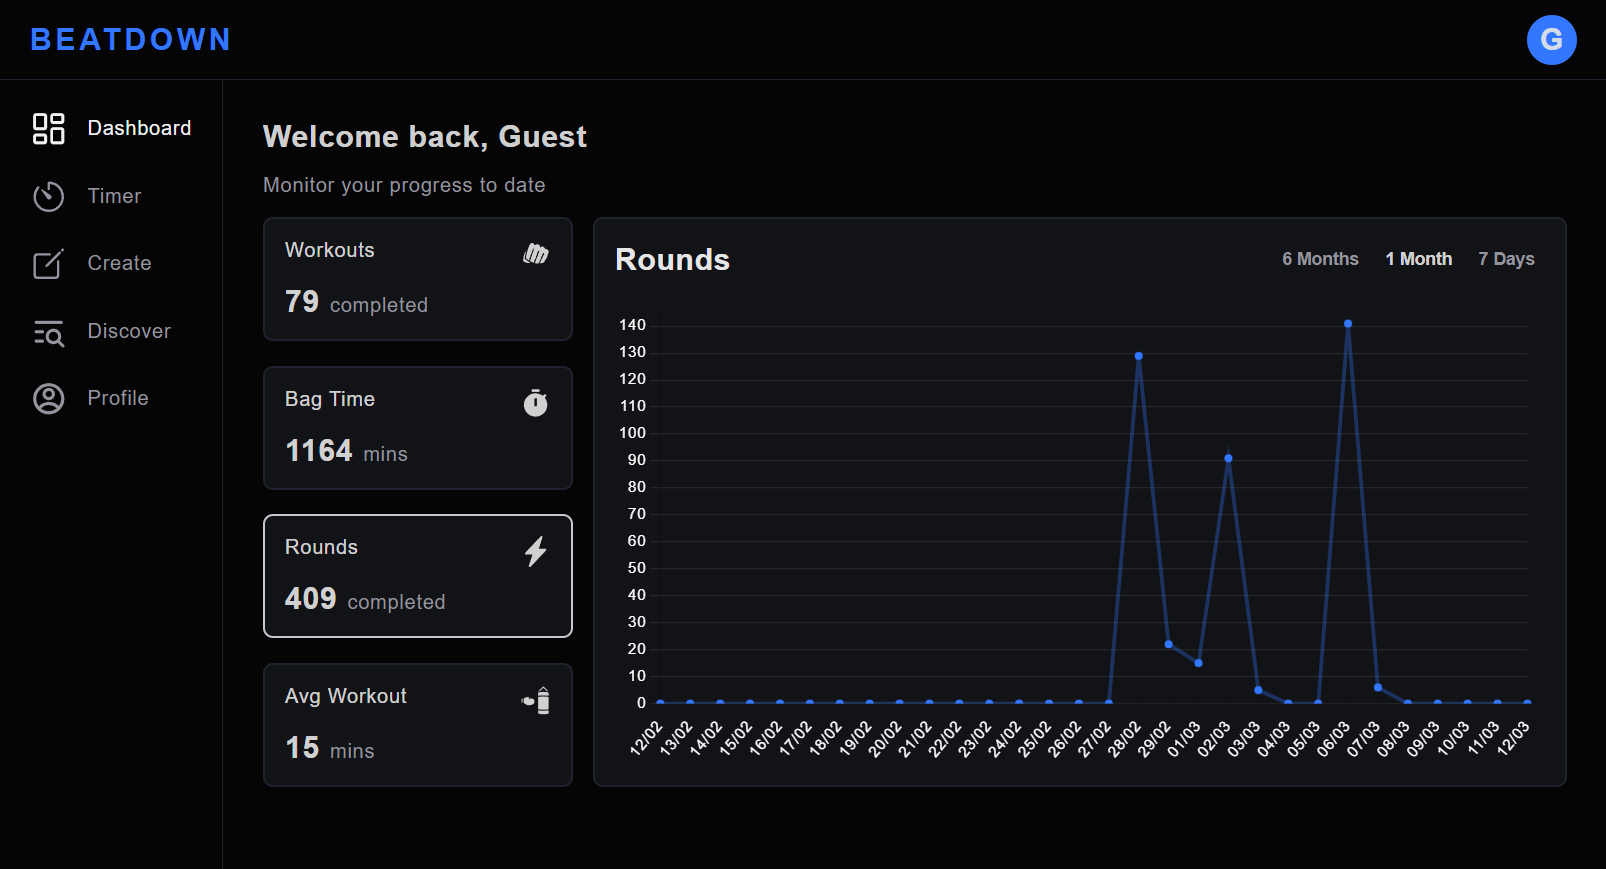 BEATDOWN
G
Dashboard
Timer
Create
Discover
Profile
Welcome back, Guest
Monitor your progress to date
Workouts
79 completed
Bag Time
1164 mins
Rounds
409 completed
Avg Workout
15 mins
Rounds
6 Months 1 Month 7 Days
140
130
120
110
100
90
80
70
60
50
40
30
20
10
0
12/02 13/02 14/02 15/02 16/02 17/02 18/02 19/02 20/02 21/02 22/02 23/02 24/02 25/02 26/02 27/02 28/02 29/02 01/03 02/03 03/03 04/03 05/03 06/03 07/03 08/03 09/03 10/03 11/03 12/03